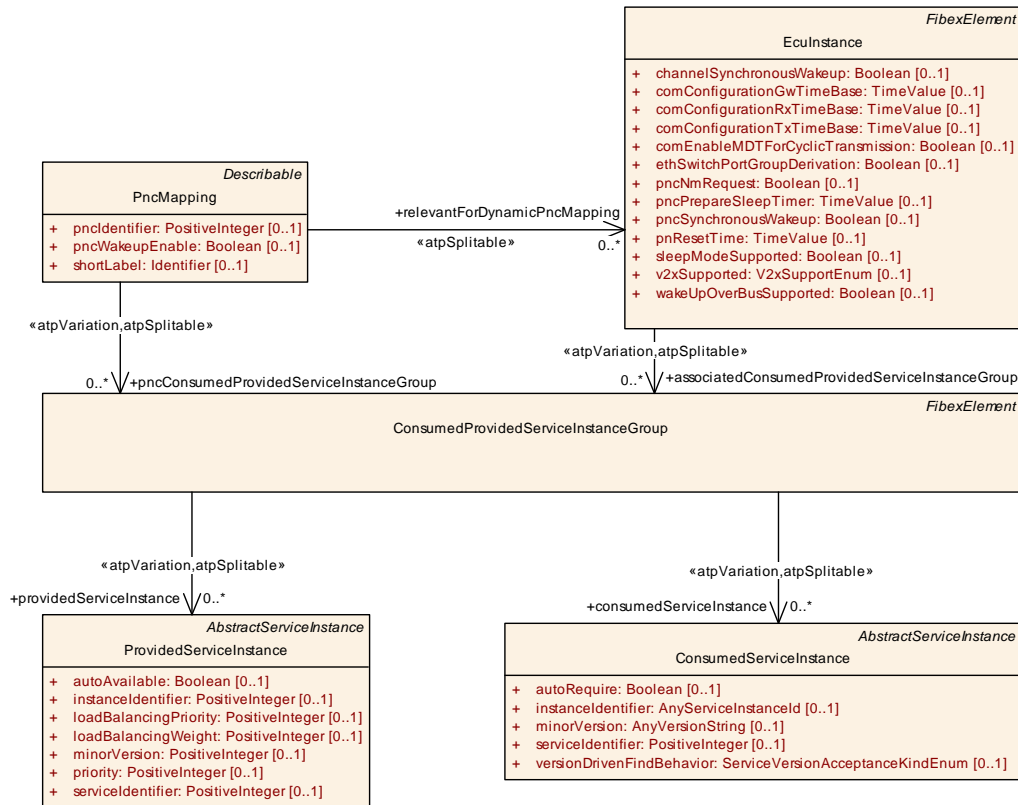 FibexElement
EcuInstance
+ channelSynchronousWakeup: Boolean [0..1]
+ comConfigurationGwTimeBase: TimeValue [0..1]
+ comConfigurationRxTimeBase: TimeValue [0..1]
+ comConfigurationTxTimeBase: TimeValue [0..1]
+ comEnableMDTForCyclicTransmission: Boolean [0..1]
+ ethSwitchPortGroupDerivation: Boolean [0..1]
+ pncNmRequest: Boolean [0..1]
+ pncPrepareSleepTimer: TimeValue [0..1]
+ pncSynchronousWakeup: Boolean [0..1]
+ pnResetTime: TimeValue [0..1]
+ sleepModeSupported: Boolean [0..1]
+ v2xSupported: V2xSupportEnum [0..1]
+ wakeUpOverBusSupported: Boolean [0..1]
Describable
PncMapping
+ pncIdentifier: PositiveInteger [0..1]
+ pncWakeupEnable: Boolean [0..1]
+ shortLabel: Identifier [0..1]
+relevantForDynamicPncMapping
«atpSplitable»
0..*
«atpVariation,atpSplitable»
0..*
+pncConsumedProvidedServiceInstanceGroup
«atpVariation,atpSplitable»
0..*
+associatedConsumedProvidedServiceInstanceGroup
FibexElement
ConsumedProvidedServiceInstanceGroup
«atpVariation,atpSplitable»
+providedServiceInstance
0..*
«atpVariation,atpSplitable»
+consumedServiceInstance
0..*
AbstractServiceInstance
ProvidedServiceInstance
+ autoAvailable: Boolean [0..1]
+ instanceIdentifier: PositiveInteger [0..1]
+ loadBalancingPriority: PositiveInteger [0..1]
+ loadBalancingWeight: PositiveInteger [0..1]
+ minorVersion: PositiveInteger [0..1]
+ priority: PositiveInteger [0..1]
+ serviceIdentifier: PositiveInteger [0..1]
AbstractServiceInstance
ConsumedServiceInstance
+ autoRequire: Boolean [0..1]
+ instanceIdentifier: AnyServiceInstanceId [0..1]
+ minorVersion: AnyVersionString [0..1]
+ serviceIdentifier: PositiveInteger [0..1]
+ versionDrivenFindBehavior: ServiceVersionAcceptanceKindEnum [0..1]